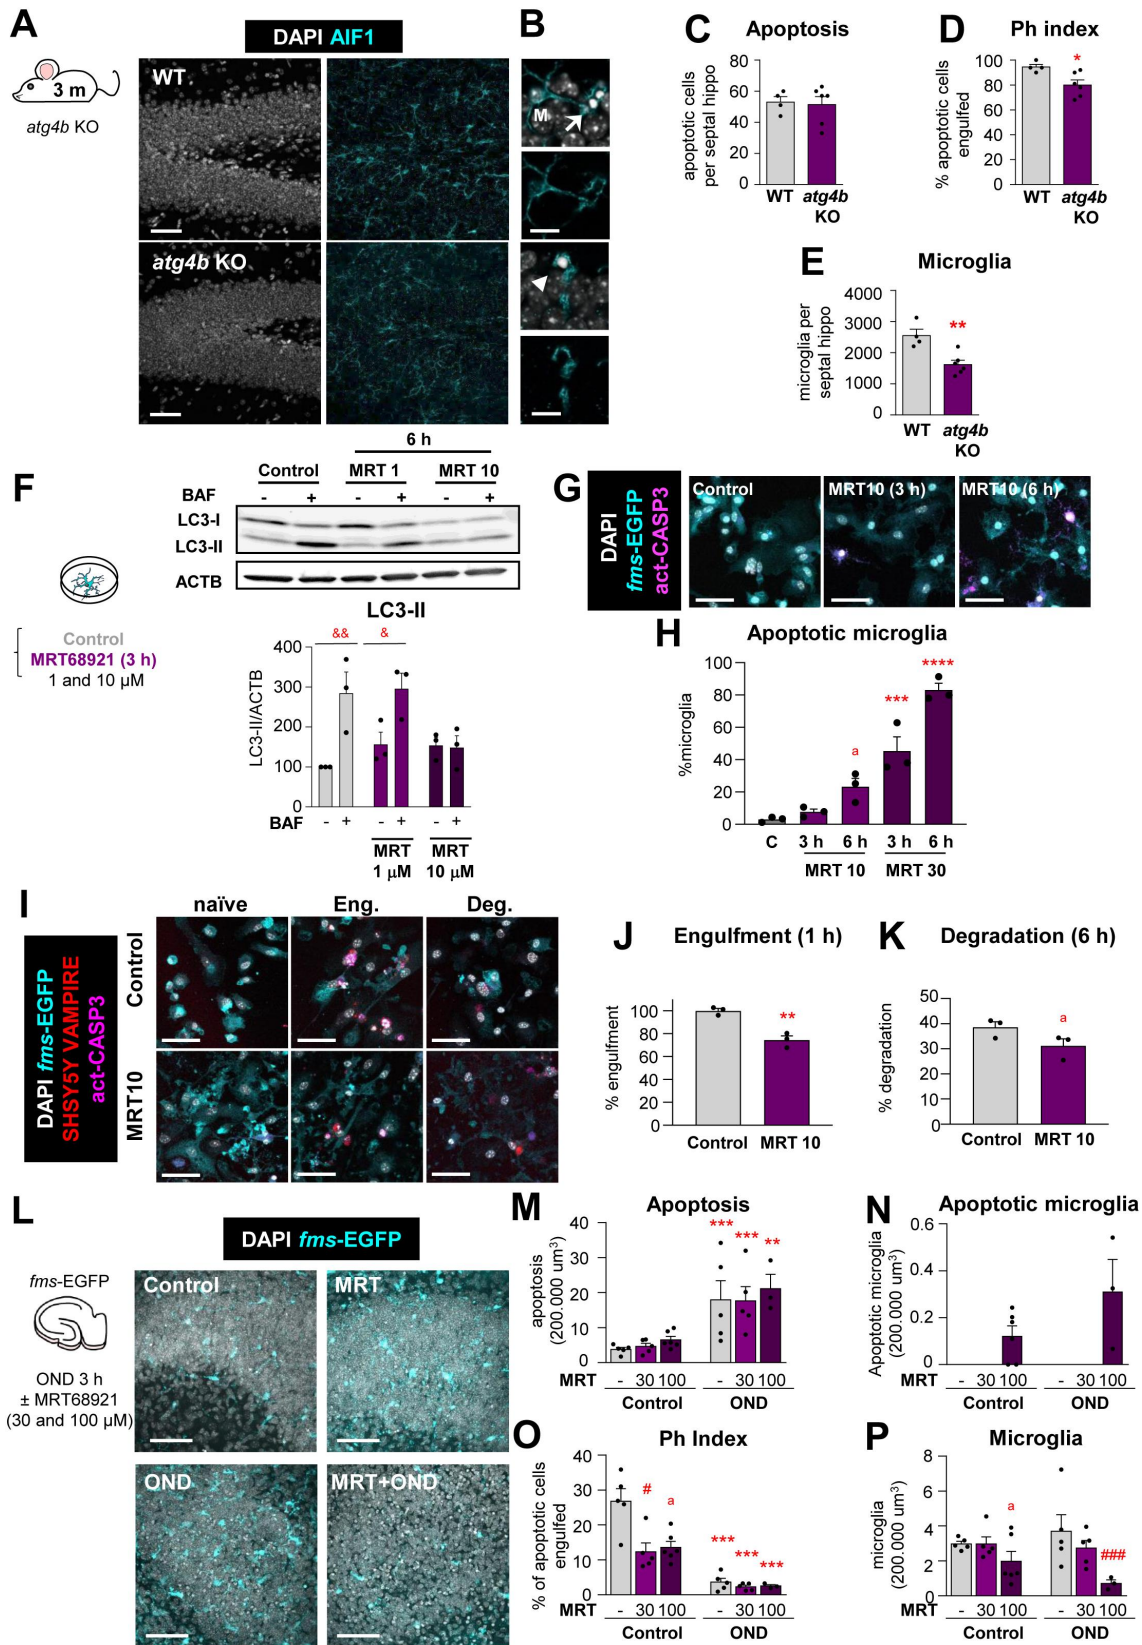 A
DAPI AIF1
3 m
atg4b KO
WT
atg4b KO
B
M
C
Apoptosis
apoptotic cells
per septal hippo
80
60
40
20
0
WT
atg4b
KO
D
Ph index
% apoptotic cells
engulfed
100
80
60
40
20
0
*
WT
atg4b
KO
E
Microglia
microglia per
septal hippo
4000
3000
2000
1000
0
**
WT
atg4b
KO
F
Control
MRT68921 (3 h)
1 and 10 µM
6 h
Control MRT 1 MRT 10
BAF - + - + - +
LC3-I
LC3-II
ACTB
LC3-II
LC3-II/ACTB
400
300
200
100
0
&& &
BAF - + - + - +
MRT MRT
1 µM 10 µM
G
DAPI
fms-EGFP
act-CASP3
Control
MRT10 (3 h)
MRT10 (6 h)
H
Apoptotic microglia
%microglia
100
80
60
40
20
0
a
***
****
C 3 h 6 h 3 h 6 h
MRT 10 MRT 30
I
DAPI fms-EGFP
SHSY5Y VAMPIRE
act-CASP3
naïve Eng. Deg.
Control
MRT10
J
Engulfment (1 h)
% engulfment
100
80
60
40
20
0
**
Control MRT 10
K
Degradation (6 h)
% degradation
50
40
30
20
10
0
a
Control MRT 10
L
DAPI fms-EGFP
fms-EGFP
OND 3 h
± MRT68921
(30 and 100 µM)
Control
MRT
OND
MRT+OND
M
Apoptosis
apoptosis
(200.000 um³)
40
30
20
10
0
*** *** **
MRT - 30 100 - 30 100
Control OND
N
Apoptotic microglia
Apoptotic microglia
(200.000 um³)
0.6
0.4
0.2
0
MRT - 30 100 - 30 100
Control OND
O
Ph Index
% of apoptotic cells
engulfed
40
30
20
10
0
# a *** *** ***
MRT - 30 100 - 30 100
Control OND
P
Microglia
microglia
(200.000 um³)
8
6
4
2
0
a ###
MRT - 30 100 - 30 100
Control OND